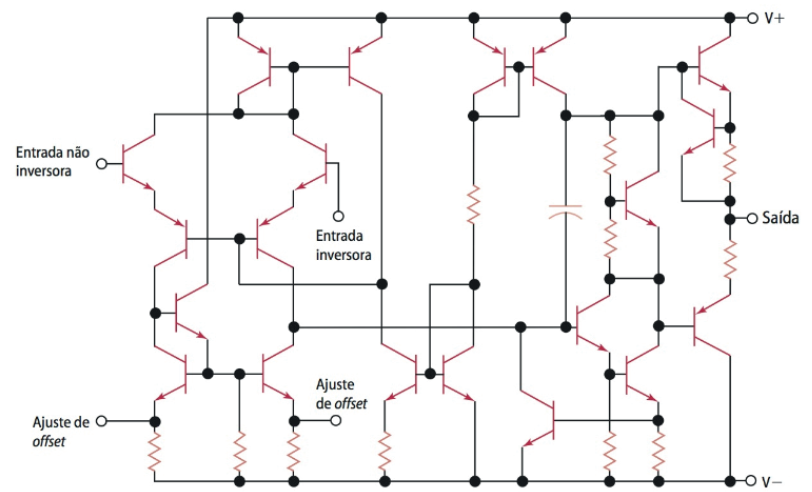 V+
Entrada não
inversora
Entrada
inversora
Saída
Ajuste
de offset
Ajuste de
offset
V−